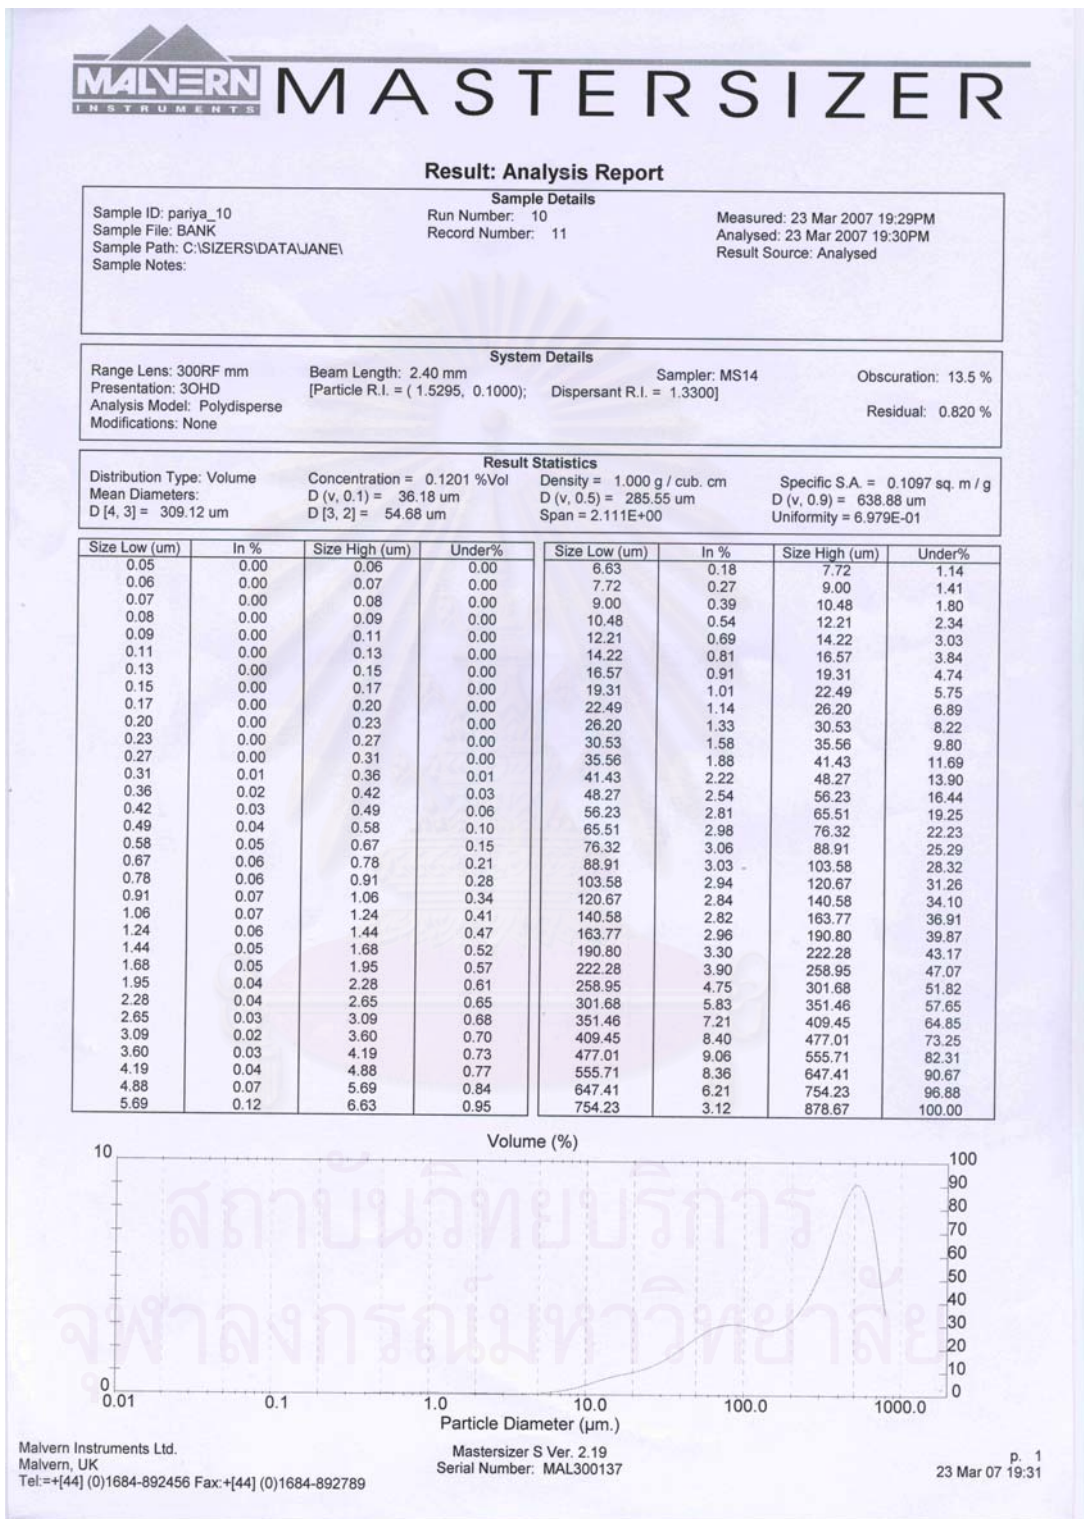 MALVERN
INSTRUMENTS
MASTERSIZER
Result: Analysis Report
Sample Details
Sample ID: pariya_10 Run Number: 10 Measured: 23 Mar 2007 19:29PM
Sample File: BANK Record Number: 11 Analysed: 23 Mar 2007 19:30PM
Sample Path: C:\SIZERS\DATA\JANE\ Result Source: Analysed
Sample Notes:
System Details
Range Lens: 300RF mm Beam Length: 2.40 mm Sampler: MS14 Obscuration: 13.5 %
Presentation: 3OHD [Particle R.I. = ( 1.5295, 0.1000); Dispersant R.I. = 1.3300]
Analysis Model: Polydisperse Residual: 0.820 %
Modifications: None
Result Statistics
Distribution Type: Volume Concentration = 0.1201 %Vol Density = 1.000 g / cub. cm Specific S.A. = 0.1097 sq. m / g
Mean Diameters: D (v, 0.1) = 36.18 um D (v, 0.5) = 285.55 um D (v, 0.9) = 638.88 um
D [4, 3] = 309.12 um D [3, 2] = 54.68 um Span = 2.111E+00 Uniformity = 6.979E-01
Size Low (um) In % Size High (um) Under% Size Low (um) In % Size High (um) Under%
0.05 0.00 0.06 0.00 6.63 0.18 7.72 1.14
0.06 0.00 0.07 0.00 7.72 0.27 9.00 1.41
0.07 0.00 0.08 0.00 9.00 0.39 10.48 1.80
0.08 0.00 0.09 0.00 10.48 0.54 12.21 2.34
0.09 0.00 0.11 0.00 12.21 0.69 14.22 3.03
0.11 0.00 0.13 0.00 14.22 0.81 16.57 3.84
0.13 0.00 0.15 0.00 16.57 0.91 19.31 4.74
0.15 0.00 0.17 0.00 19.31 1.01 22.49 5.75
0.17 0.00 0.20 0.00 22.49 1.14 26.20 6.89
0.20 0.00 0.23 0.00 26.20 1.33 30.53 8.22
0.23 0.00 0.27 0.00 30.53 1.58 35.56 9.80
0.27 0.00 0.31 0.00 35.56 1.88 41.43 11.69
0.31 0.01 0.36 0.01 41.43 2.22 48.27 13.90
0.36 0.02 0.42 0.03 48.27 2.54 56.23 16.44
0.42 0.03 0.49 0.06 56.23 2.81 65.51 19.25
0.49 0.04 0.58 0.10 65.51 2.98 76.32 22.23
0.58 0.05 0.67 0.15 76.32 3.06 88.91 25.29
0.67 0.06 0.78 0.21 88.91 3.03 103.58 28.32
0.78 0.06 0.91 0.28 103.58 2.94 120.67 31.26
0.91 0.07 1.06 0.34 120.67 2.84 140.58 34.10
1.06 0.07 1.24 0.41 140.58 2.82 163.77 36.91
1.24 0.06 1.44 0.47 163.77 2.96 190.80 39.87
1.44 0.05 1.68 0.52 190.80 3.30 222.28 43.17
1.68 0.05 1.95 0.57 222.28 3.90 258.95 47.07
1.95 0.04 2.28 0.61 258.95 4.75 301.68 51.82
2.28 0.04 2.65 0.65 301.68 5.83 351.46 57.65
2.65 0.03 3.09 0.68 351.46 7.21 409.45 64.85
3.09 0.02 3.60 0.70 409.45 8.40 477.01 73.25
3.60 0.03 4.19 0.73 477.01 9.06 555.71 82.31
4.19 0.04 4.88 0.77 555.71 8.36 647.41 90.67
4.88 0.07 5.69 0.84 647.41 6.21 754.23 96.88
5.69 0.12 6.63 0.95 754.23 3.12 878.67 100.00
Volume (%)
10 100
90
80
70
60
50
40
30
20
10
0 0
0.01 0.1 1.0 10.0 100.0 1000.0
Particle Diameter (µm.)
สถาบันวิทยบริการ
จุฬาลงกรณ์มหาวิทยาลัย
Malvern Instruments Ltd. Mastersizer S Ver. 2.19 p. 1
Malvern, UK Serial Number: MAL300137 23 Mar 07 19:31
Tel:=+[44] (0)1684-892456 Fax:+[44] (0)1684-892789